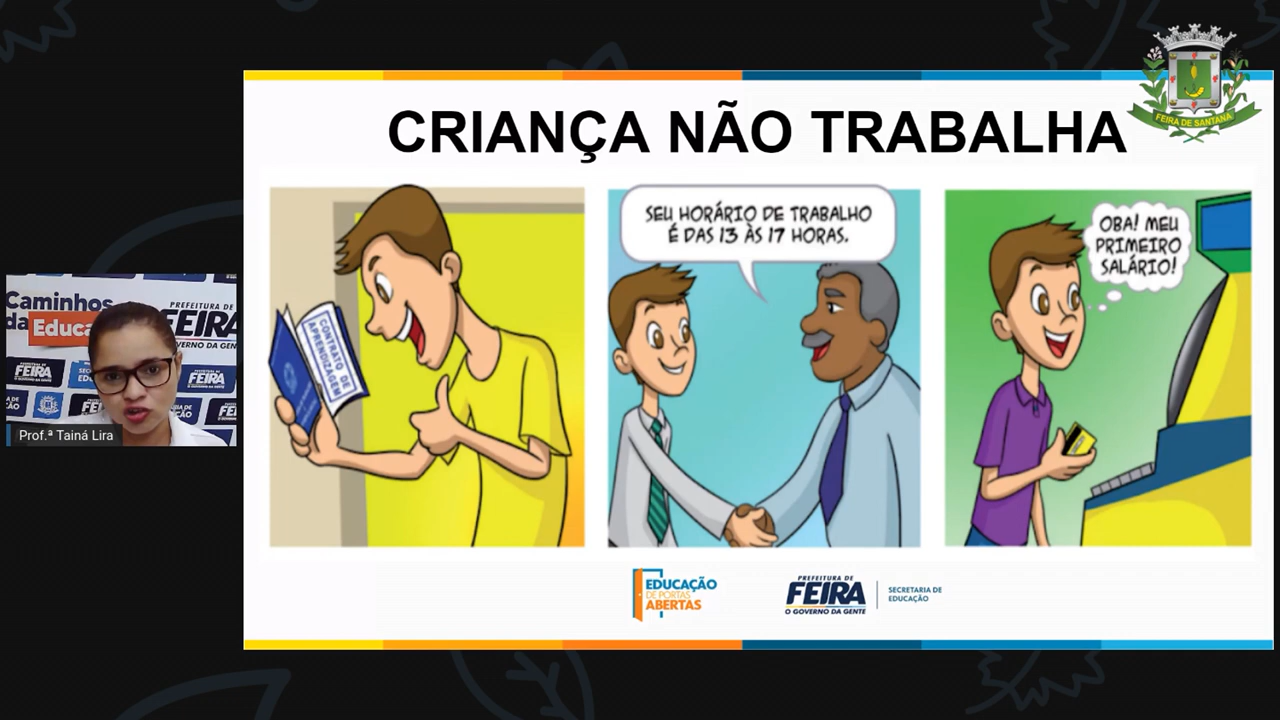 CRIANÇA NÃO TRABALHA
FEIRA DE SANTANA
CONTRATO DE
APRENDIZAGEM
SEU HORÁRIO DE TRABALHO
É DAS 13 ÀS 17 HORAS.
OBA! MEU
PRIMEIRO
SALÁRIO!
Caminhos
da Educa
PREFEITURA DE
FEIRA
GOVERNO DA GENTE
FEIRA
FEIRA
Prof.ª Tainá Lira
EDUCAÇÃO
DE PORTAS
ABERTAS
PREFEITURA DE
FEIRA
O GOVERNO DA GENTE
SECRETARIA DE
EDUCAÇÃO